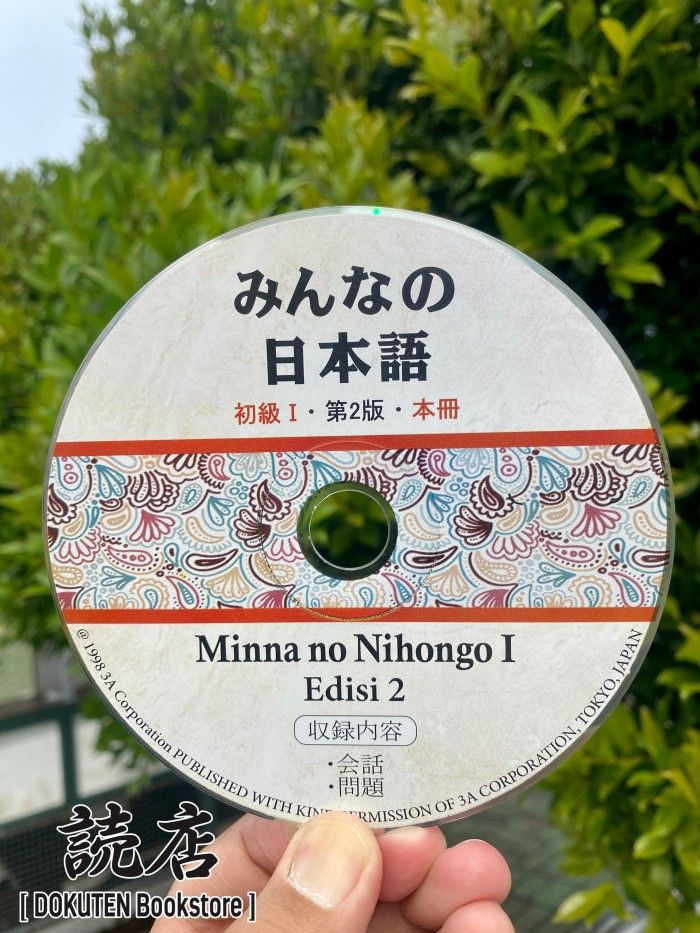 みんなの
日本語
初級 I・第2版・本冊
Minna no Nihongo I
Edisi 2
収録内容
・会話
・問題
@ 1998 3A Corporation PUBLISHED WITH KIND PERMISSION OF 3A CORPORATION, TOKYO, JAPAN
読店
[ DOKUTEN Bookstore ]